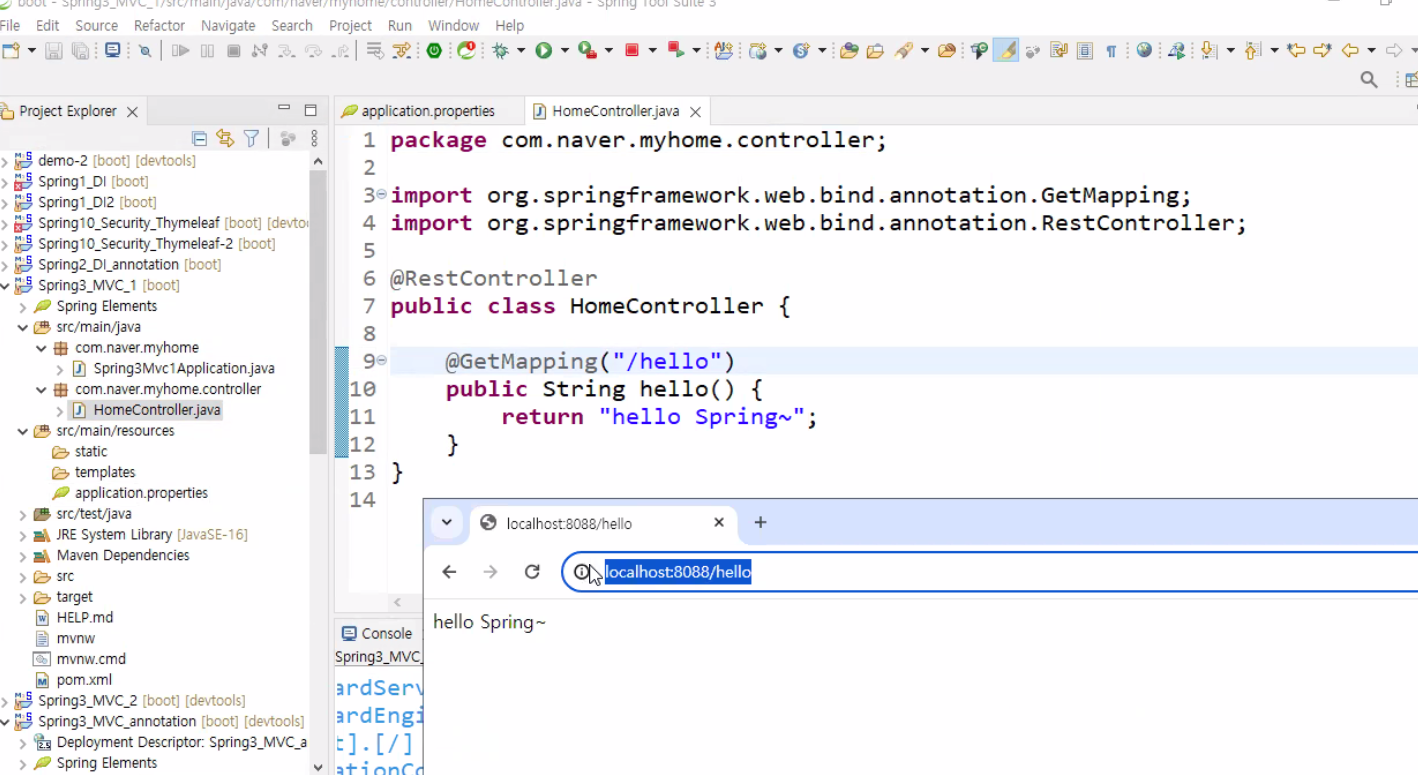 boot - Spring3_MVC_1/src/main/java/com/naver/myhome/controller/HomeController.java - Spring Tool Suite 3
File Edit Source Refactor Navigate Search Project Run Window Help
Project Explorer
application.properties HomeController.java
demo-2 [boot] [devtools]
Spring1_DI [boot]
Spring1_DI2 [boot]
Spring10_Security_Thymeleaf [boot] [devto
Spring10_Security_Thymeleaf-2 [boot]
Spring2_DI_annotation [boot]
Spring3_MVC_1 [boot]
Spring Elements
src/main/java
com.naver.myhome
Spring3Mvc1Application.java
com.naver.myhome.controller
HomeController.java
src/main/resources
static
templates
application.properties
src/test/java
JRE System Library [JavaSE-16]
Maven Dependencies
src
target
HELP.md
mvnw
mvnw.cmd
pom.xml
Spring3_MVC_2 [boot] [devtools]
Spring3_MVC_annotation [boot] [devtools]
Deployment Descriptor: Spring3_MVC_a
Spring Elements
1 package com.naver.myhome.controller;
2
3 import org.springframework.web.bind.annotation.GetMapping;
4 import org.springframework.web.bind.annotation.RestController;
5
6 @RestController
7 public class HomeController {
8
9 @GetMapping("/hello")
10 public String hello() {
11 return "hello Spring~";
12 }
13 }
14
localhost:8088/hello
localhost:8088/hello
hello Spring~
Console
Spring3_MVC_
ardServ
ardEngi
t].[/]
ationCo